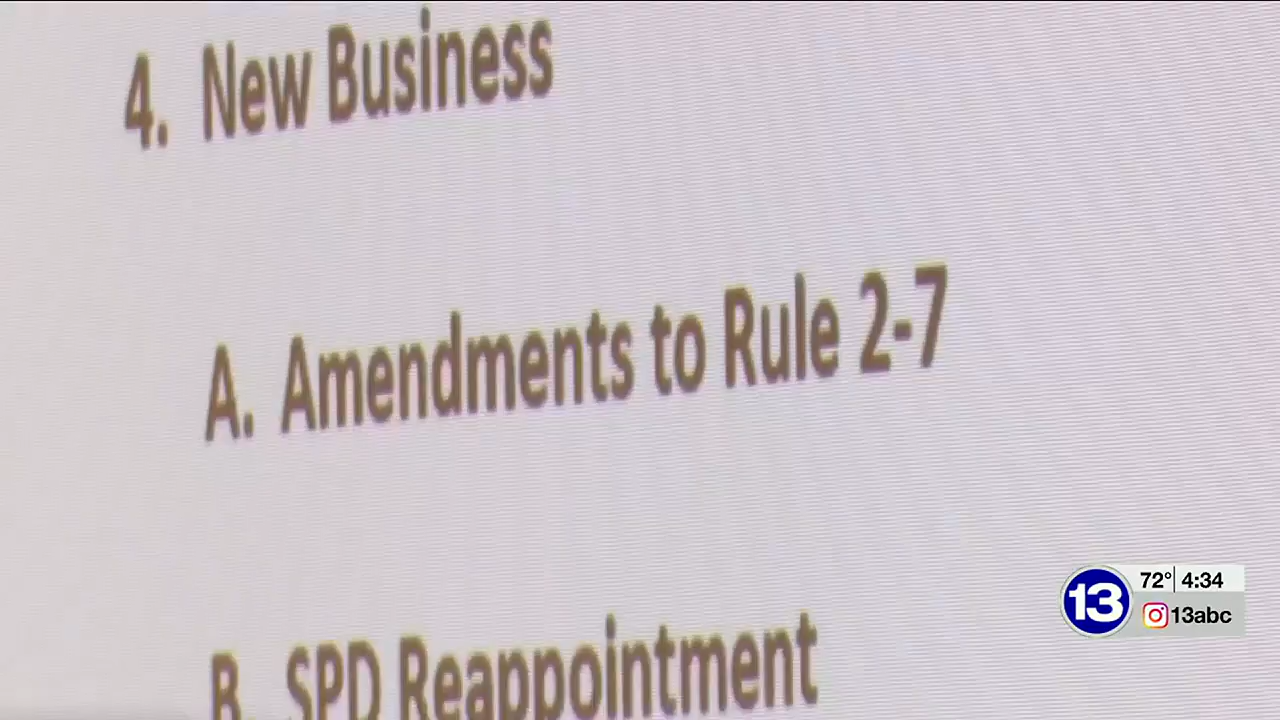 4. New Business
A. Amendments to Rule 2-7
B. SPD Reappointment
13
72° 4:34
13abc